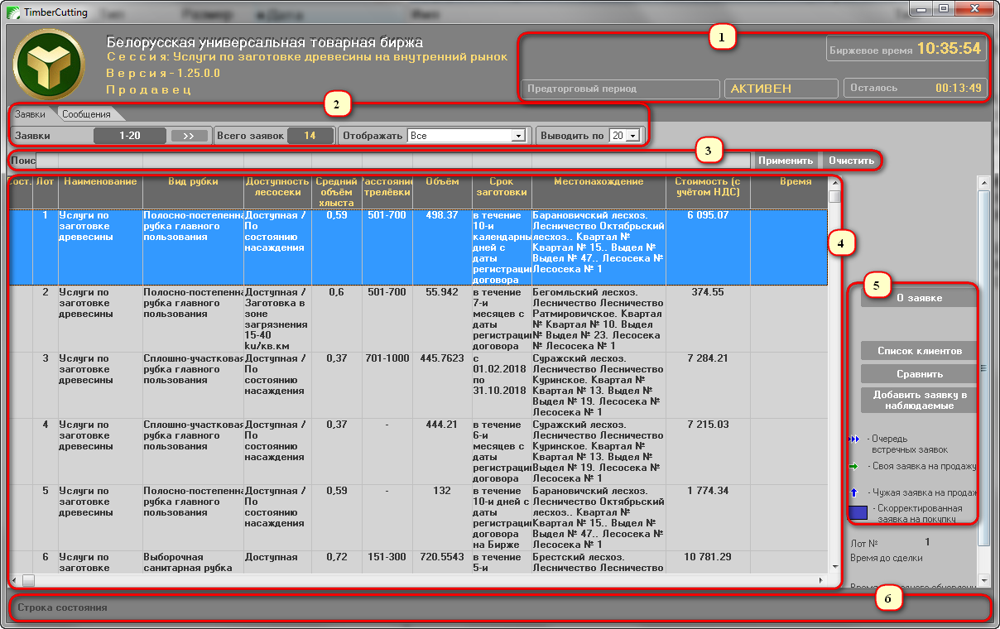 TimberCutting
Белорусская универсальная товарная биржа
Сессия: Услуги по заготовке древесины на внутренний рынок
Версия - 1.25.0.0
Продавец
1
Биржевое время 10:35:54
Предторговый период АКТИВЕН Осталось 00:13:49
2
Заявки Сообщения
Заявки 1-20 >> Всего заявок 14 Отображать Все Выводить по 20
3
Поис Применить Очистить
ост. Лот Наименование Вид рубки Доступность лесосеки Средний объём хлыста Расстояние трелёвки Объём Срок заготовки Местонахождение Стоимость (с учётом НДС) Время
1 Услуги по Полосно-постепенна Доступная / 0,59 501-700 498.37 в течение Барановичский лесхоз. 6 095.07
заготовке рубка главного По 10-и Лесничество Октябрьский
древесины пользования состоянию календарны лесхоз.. Квартал №
насаждения дней с Квартал № 15.. Выдел №
даты Выдел № 47.. Лесосека №
регистраци Лесосека № 1
договора
4
2 Услуги по Полосно-постепенна Доступная / 0,6 501-700 55.942 в течение Бегомльский лесхоз. 374.55
заготовке рубка главного Заготовка в 7-и Лесничество Лесничество
древесины пользования зоне месяцев с Ратмировичское. Квартал
загрязнения даты № Квартал № 10. Выдел
15-40 регистраци № Выдел № 23. Лесосека
ku/кв.км договора № Лесосека № 1
3 Услуги по Сплошно-участковая Доступная / 0,37 701-1000 445.7623 с Суражский лесхоз. 7 284.21
заготовке рубка главного По 01.02.2018 Лесничество Лесничество
древесины пользования состоянию по Куринское. Квартал №
насаждения 31.10.2018 Квартал № 13. Выдел №
Выдел № 19. Лесосека №
Лесосека № 1
4 Услуги по Сплошно-участковая Доступная / 0,37 - 444.21 в течение Суражский лесхоз. 7 215.03
заготовке рубка главного По 6-и Лесничество Лесничество
древесины пользования состоянию месяцев с Куринское. Квартал №
насаждения даты Квартал № 13. Выдел №
регистраци Выдел № 19. Лесосека №
договора Лесосека № 1
5 Услуги по Полосно-постепенна Доступная / 0,59 - 132 в течение Барановичский лесхоз. 1 774.34
заготовке рубка главного По 10-и дней с Лесничество Октябрьский
древесины пользования состоянию даты лесхоз.. Квартал №
насаждения регистраци Квартал № 15.. Выдел №
договора Выдел № 47.. Лесосека №
на Бирже Лесосека № 1
6 Услуги по Выборочная Доступная 0,72 151-300 720.5543 в течение Брестский лесхоз. 10 781.29
заготовке санитарная рубка 5-и Лесничество Лесничество
5
О заявке
Список клиентов
Сравнить
Добавить заявку в
наблюдаемые
- Очередь
встречных заявок
- Своя заявка на продажу
- Чужая заявка на продаж
- Скорректированная
заявка на покупку
Лот № 1
Время до сделки
6
Строка состояния